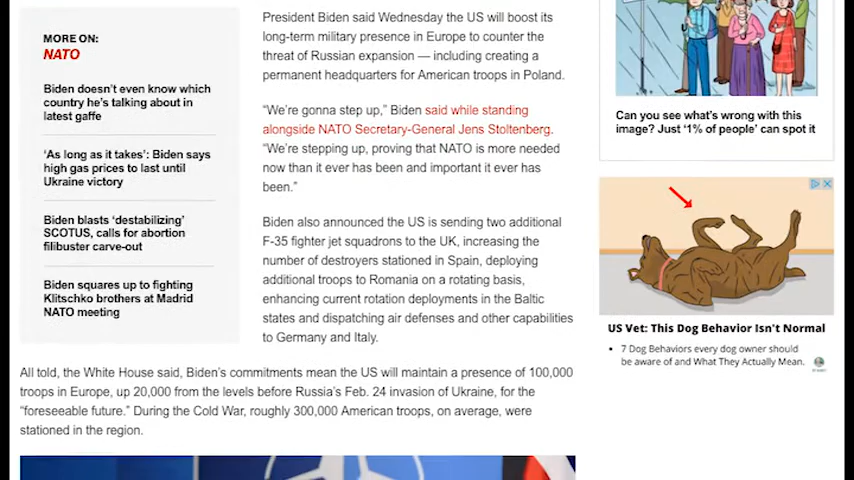 MORE ON:
NATO
Biden doesn't even know which
country he's talking about in
latest gaffe
'As long as it takes': Biden says
high gas prices to last until
Ukraine victory
Biden blasts 'destabilizing'
SCOTUS, calls for abortion
filibuster carve-out
Biden squares up to fighting
Klitschko brothers at Madrid
NATO meeting
President Biden said Wednesday the US will boost its
long-term military presence in Europe to counter the
threat of Russian expansion — including creating a
permanent headquarters for American troops in Poland.
“We're gonna step up,” Biden said while standing
alongside NATO Secretary-General Jens Stoltenberg.
“We're stepping up, proving that NATO is more needed
now than it ever has been and important it ever has
been.”
Biden also announced the US is sending two additional
F-35 fighter jet squadrons to the UK, increasing the
number of destroyers stationed in Spain, deploying
additional troops to Romania on a rotating basis,
enhancing current rotation deployments in the Baltic
states and dispatching air defenses and other capabilities
to Germany and Italy.
All told, the White House said, Biden's commitments mean the US will maintain a presence of 100,000
troops in Europe, up 20,000 from the levels before Russia's Feb. 24 invasion of Ukraine, for the
“foreseeable future.” During the Cold War, roughly 300,000 American troops, on average, were
stationed in the region.
Can you see what's wrong with this
image? Just ‘1% of people’ can spot it
US Vet: This Dog Behavior Isn't Normal
• 7 Dog Behaviors every dog owner should
be aware of and What They Actually Mean.